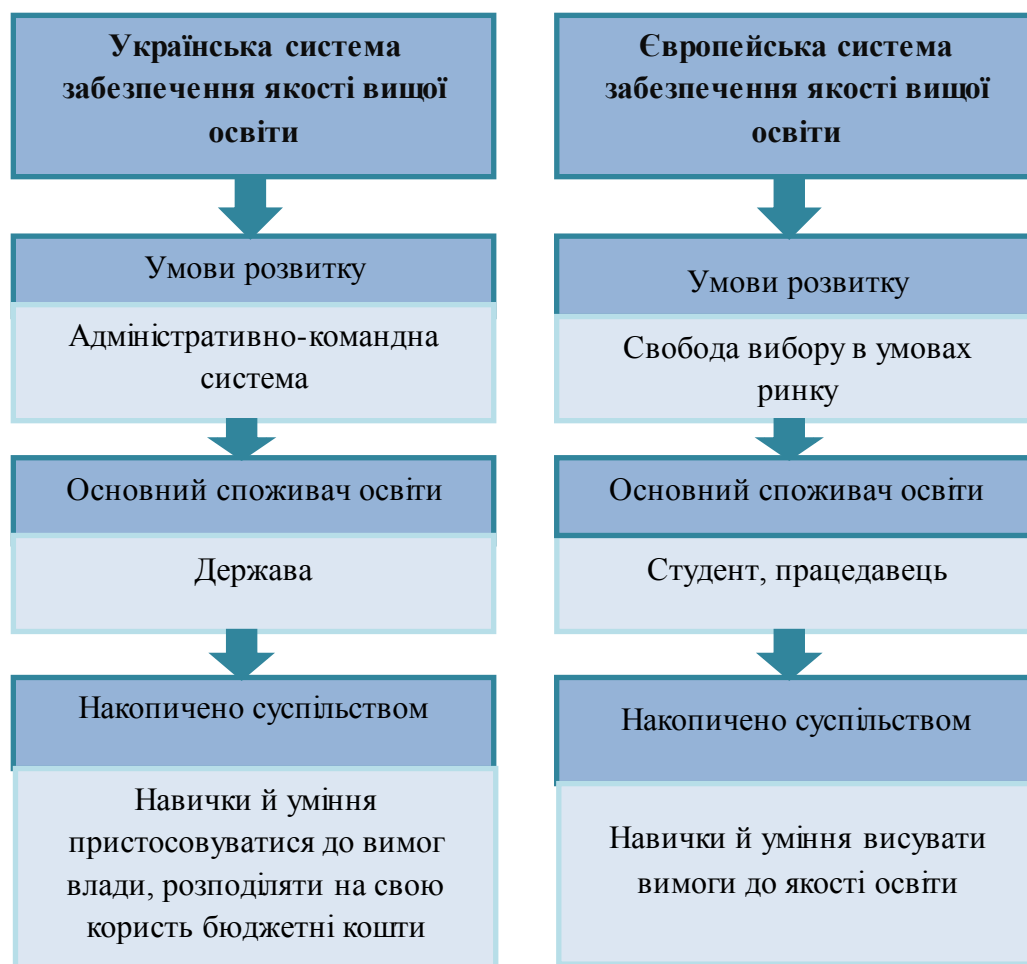 Українська система
забезпечення якості вищої
освіти
Умови розвитку
Адміністративно-командна
система
Основний споживач освіти
Держава
Накопичено суспільством
Навички й уміння
пристосовуватися до вимог
влади, розподіляти на свою
користь бюджетні кошти
Європейська система
забезпечення якості вищої
освіти
Умови розвитку
Свобода вибору в умовах
ринку
Основний споживач освіти
Студент, працедавець
Накопичено суспільством
Навички й уміння висувати
вимоги до якості освіти